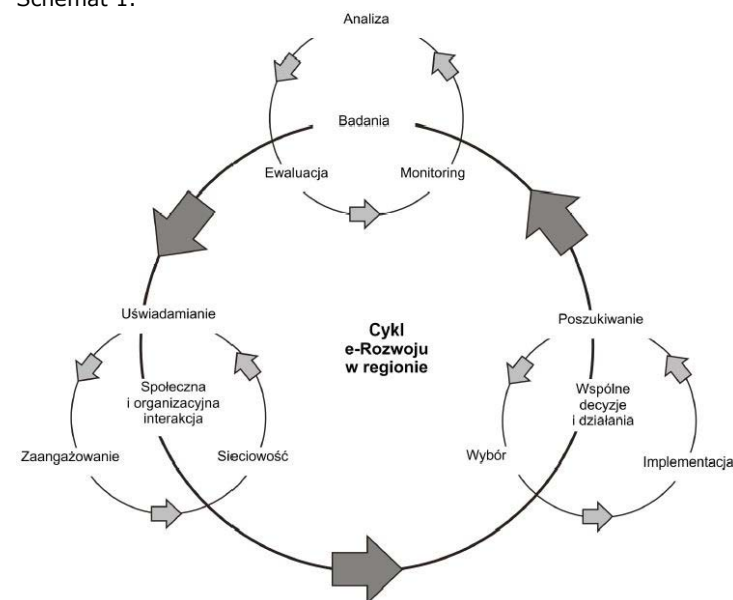 Schemat 1.
Analiza
Badania
Ewaluacja
Monitoring
Uświadamianie
Społeczna
i organizacyjna
interakcja
Zaangażowanie
Sieciowość
Cykl
e-Rozwoju
w regionie
Poszukiwanie
Wspólne
decyzje
i działania
Wybór
Implementacja